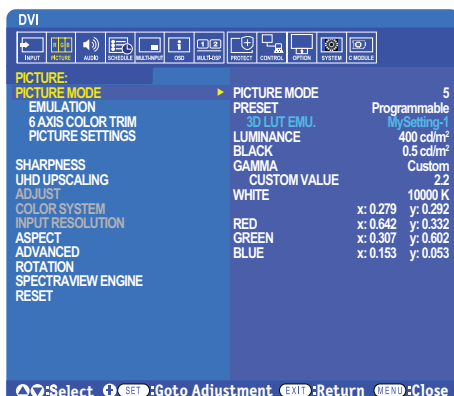 DVI
INPUT PICTURE AUDIO SCHEDULE MULTI-INPUT OSD MULTI-DSP PROTECT CONTROL OPTION SYSTEM C MODULE
PICTURE:
PICTURE MODE
EMULATION
6 AXIS COLOR TRIM
PICTURE SETTINGS
SHARPNESS
UHD UPSCALING
ADJUST
COLOR SYSTEM
INPUT RESOLUTION
ASPECT
ADVANCED
ROTATION
SPECTRAVIEW ENGINE
RESET
PICTURE MODE 5
PRESET Programmable
3D LUT EMU. MySetting-1
LUMINANCE 400 cd/m²
BLACK 0.5 cd/m²
GAMMA Custom
CUSTOM VALUE 2.2
WHITE 10000 K
x: 0.279 y: 0.292
RED x: 0.642 y: 0.332
GREEN x: 0.307 y: 0.602
BLUE x: 0.153 y: 0.053
:Select SET :Goto Adjustment EXIT :Return MENU :Close